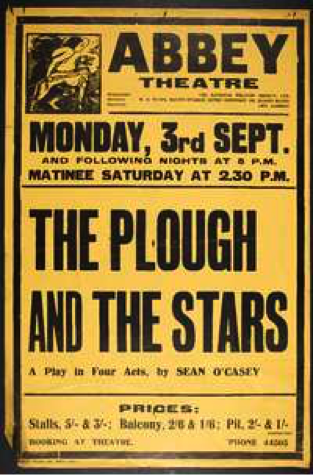 ABBEY
THEATRE
MONDAY, 3rd SEPT.
AND FOLLOWING NIGHTS AT 8 P.M.
MATINEE SATURDAY AT 2.30 P.M.
THE PLOUGH
AND THE STARS
A Play in Four Acts, by SEAN O'CASEY
PRICES:
Stalls, 5/- & 3/-; Balcony, 2/6 & 1/6; Pit, 2/- & 1/-
BOOKING AT THEATRE. 'PHONE 44505